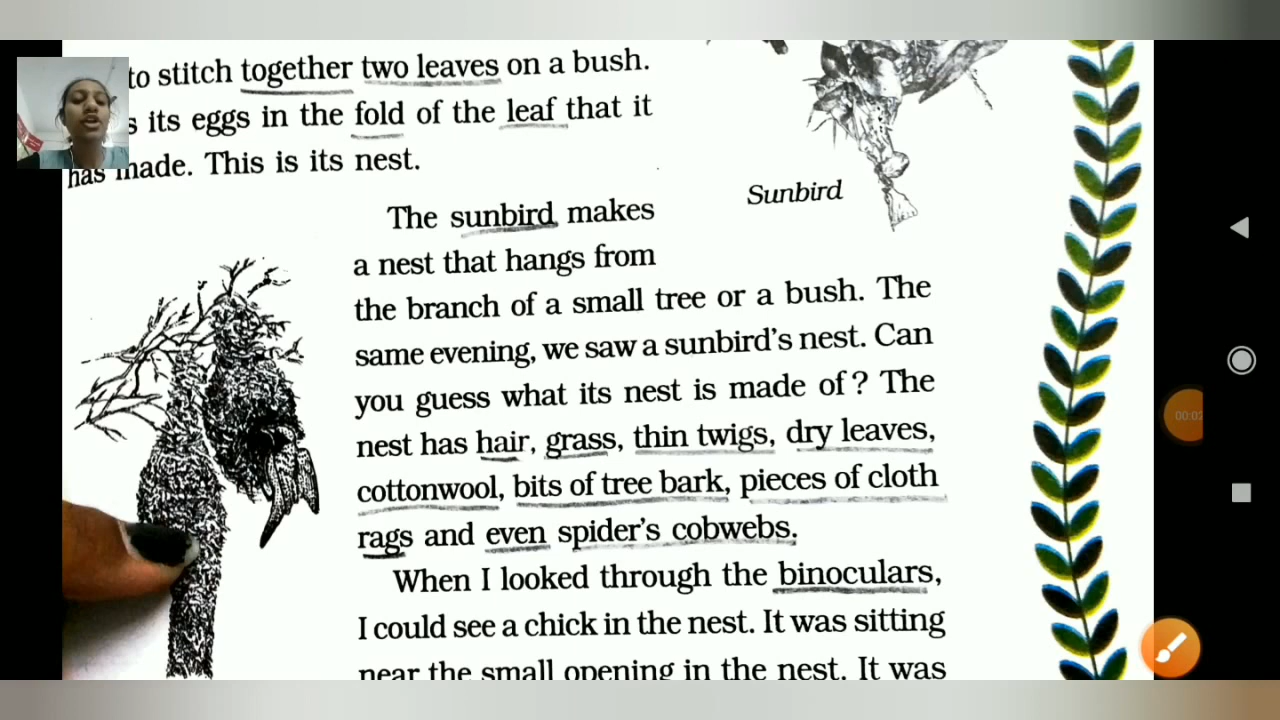 to stitch together two leaves on a bush.
s its eggs in the fold of the leaf that it
has made. This is its nest.
Sunbird
The sunbird makes
a nest that hangs from
the branch of a small tree or a bush. The
same evening, we saw a sunbird's nest. Can
you guess what its nest is made of? The
nest has hair, grass, thin twigs, dry leaves,
cottonwool, bits of tree bark, pieces of cloth
rags and even spider's cobwebs.
When I looked through the binoculars,
I could see a chick in the nest. It was sitting
near the small opening in the nest. It was
00:02